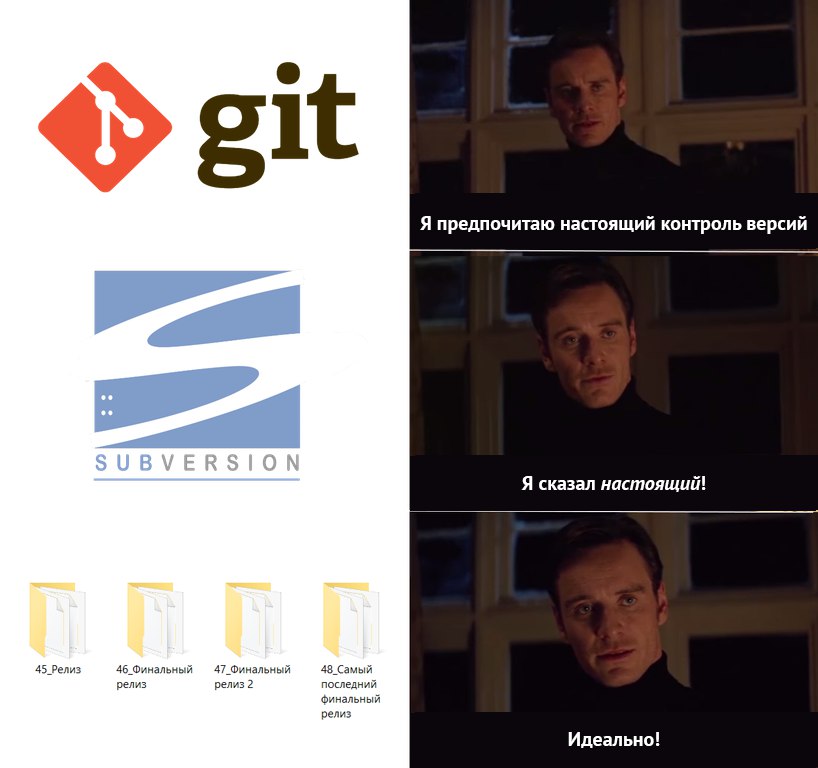 git
Я предпочитаю настоящий контроль версий
SUBVERSION
Я сказал настоящий!
45_Релиз
46_Финальный
релиз
47_Финальный
релиз 2
48_Самый
последний
финальный
релиз
Идеально!